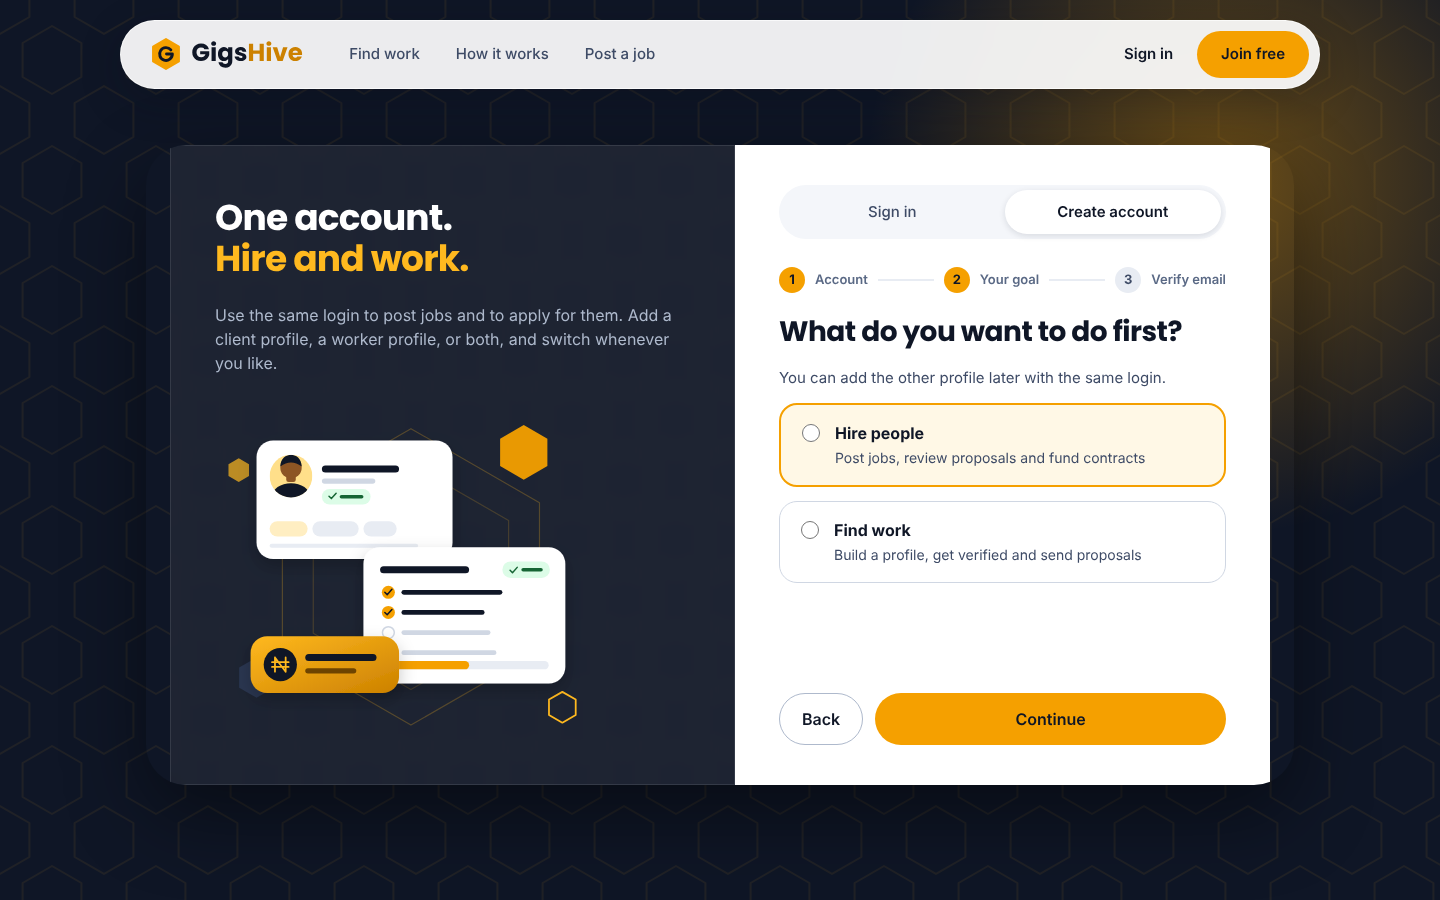 GigsHive
Find work
How it works
Post a job
Sign in
Join free
One account.
Hire and work.
Use the same login to post jobs and to apply for them. Add a
client profile, a worker profile, or both, and switch whenever
you like.
₦
Sign in
Create account
1 Account
2 Your goal
3 Verify email
What do you want to do first?
You can add the other profile later with the same login.
Hire people
Post jobs, review proposals and fund contracts
Find work
Build a profile, get verified and send proposals
Back
Continue